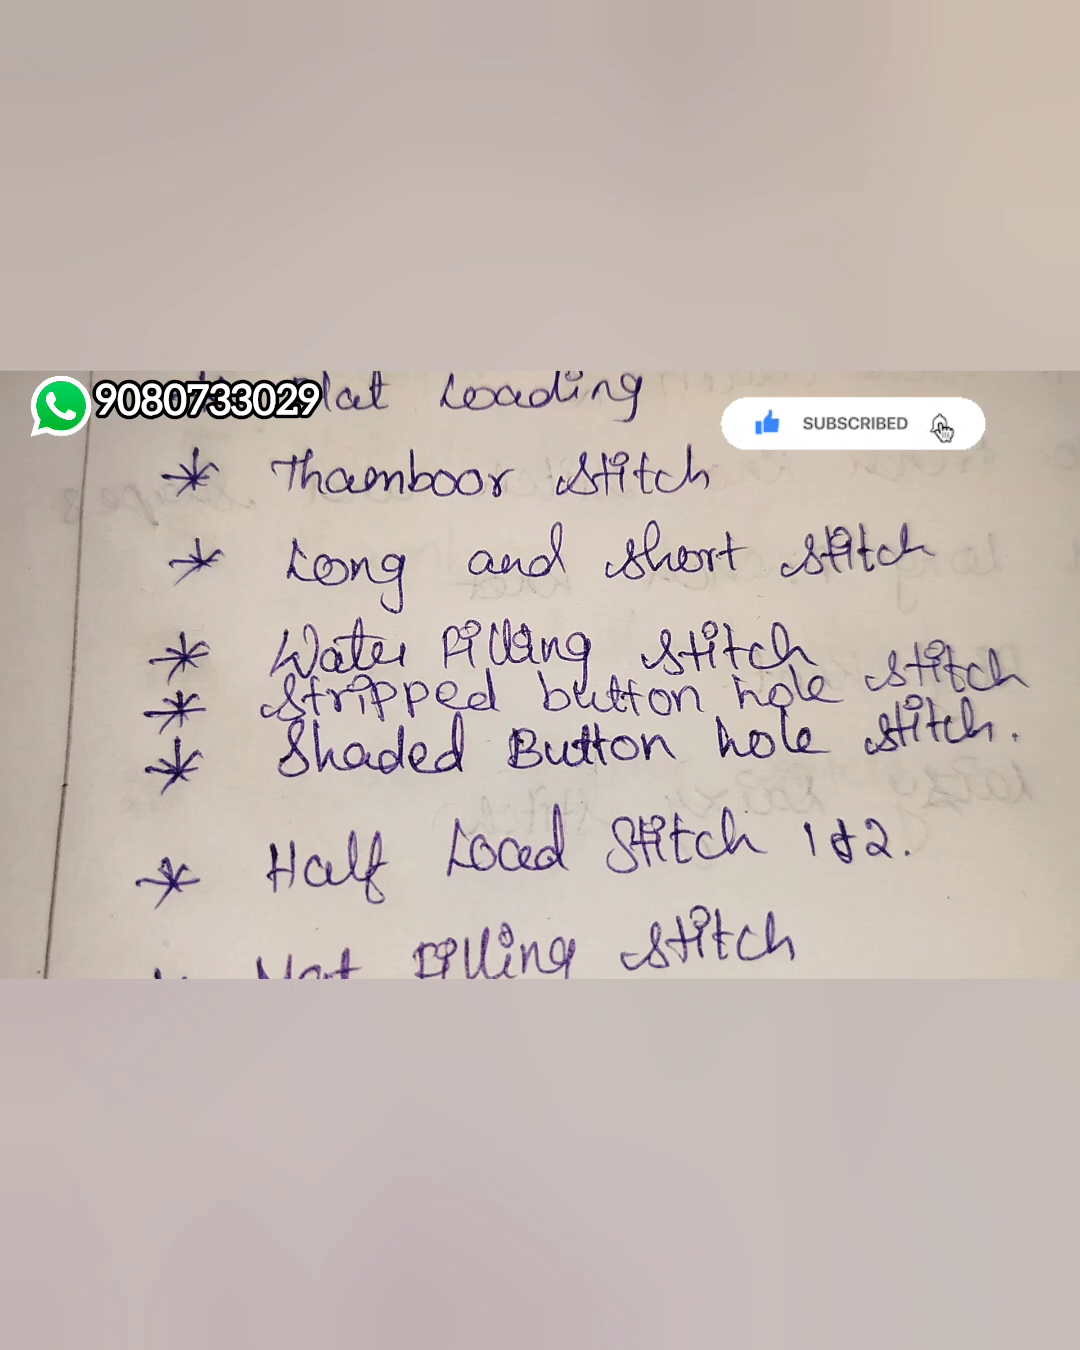 9080733029
Loading
SUBSCRIBED
* Thamboor Stitch
* Long and short stitch
* Water Filling stitch
* Stripped button hole stitch
* Shaded Button hole stitch.
* Half Load Stitch 1 & 2.
Filling stitch